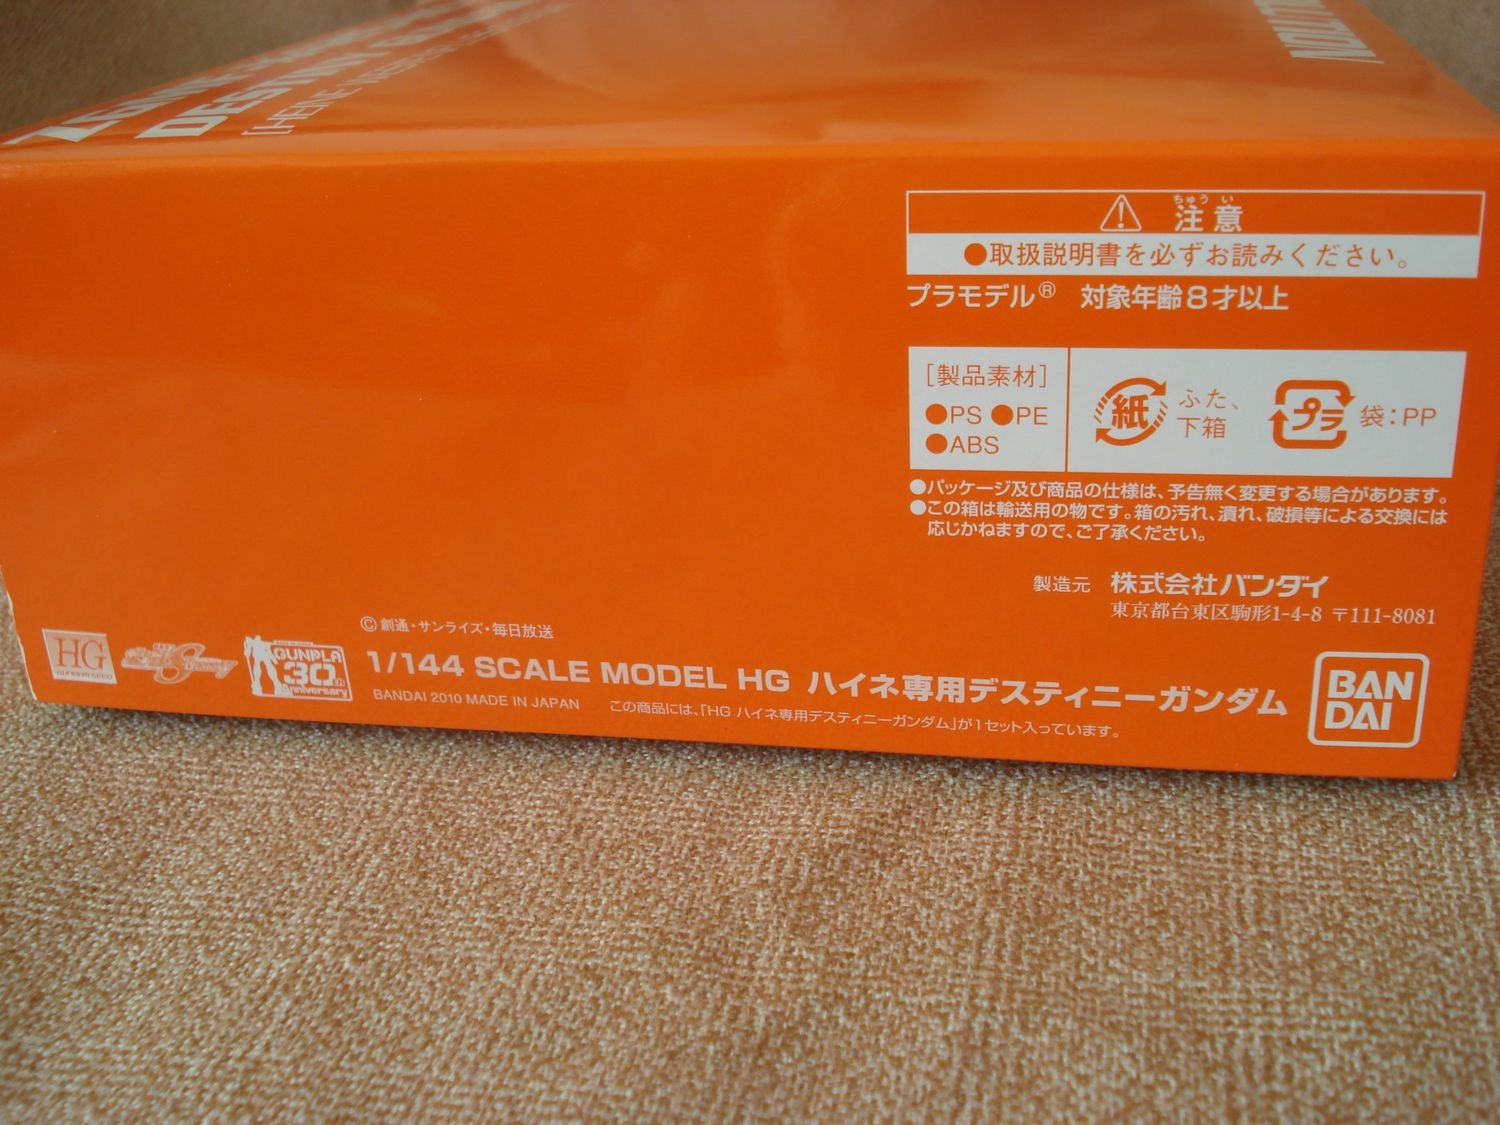 DESTINY
[HEINE
注意
ちゅうい
●取扱説明書を必ずお読みください。
プラモデル® 対象年齢8才以上
[製品素材]
●PS ●PE
●ABS
紙 ふた、
下箱
プラ 袋:PP
●パッケージ及び商品の仕様は、予告無く変更する場合があります。
●この箱は輸送用の物です。箱の汚れ、潰れ、破損等による交換には
応じかねますので、ご了承ください。
製造元 株式会社バンダイ
東京都台東区駒形1-4-8 〒111-8081
©創通・サンライズ・毎日放送
HG
GUNDAM SEED
GUNPLA
30th
Anniversary
1/144 SCALE MODEL HG ハイネ専用デスティニーガンダム
BANDAI 2010 MADE IN JAPAN
この商品には、「HG ハイネ専用デスティニーガンダム」が1セット入っています。
BAN
DAI